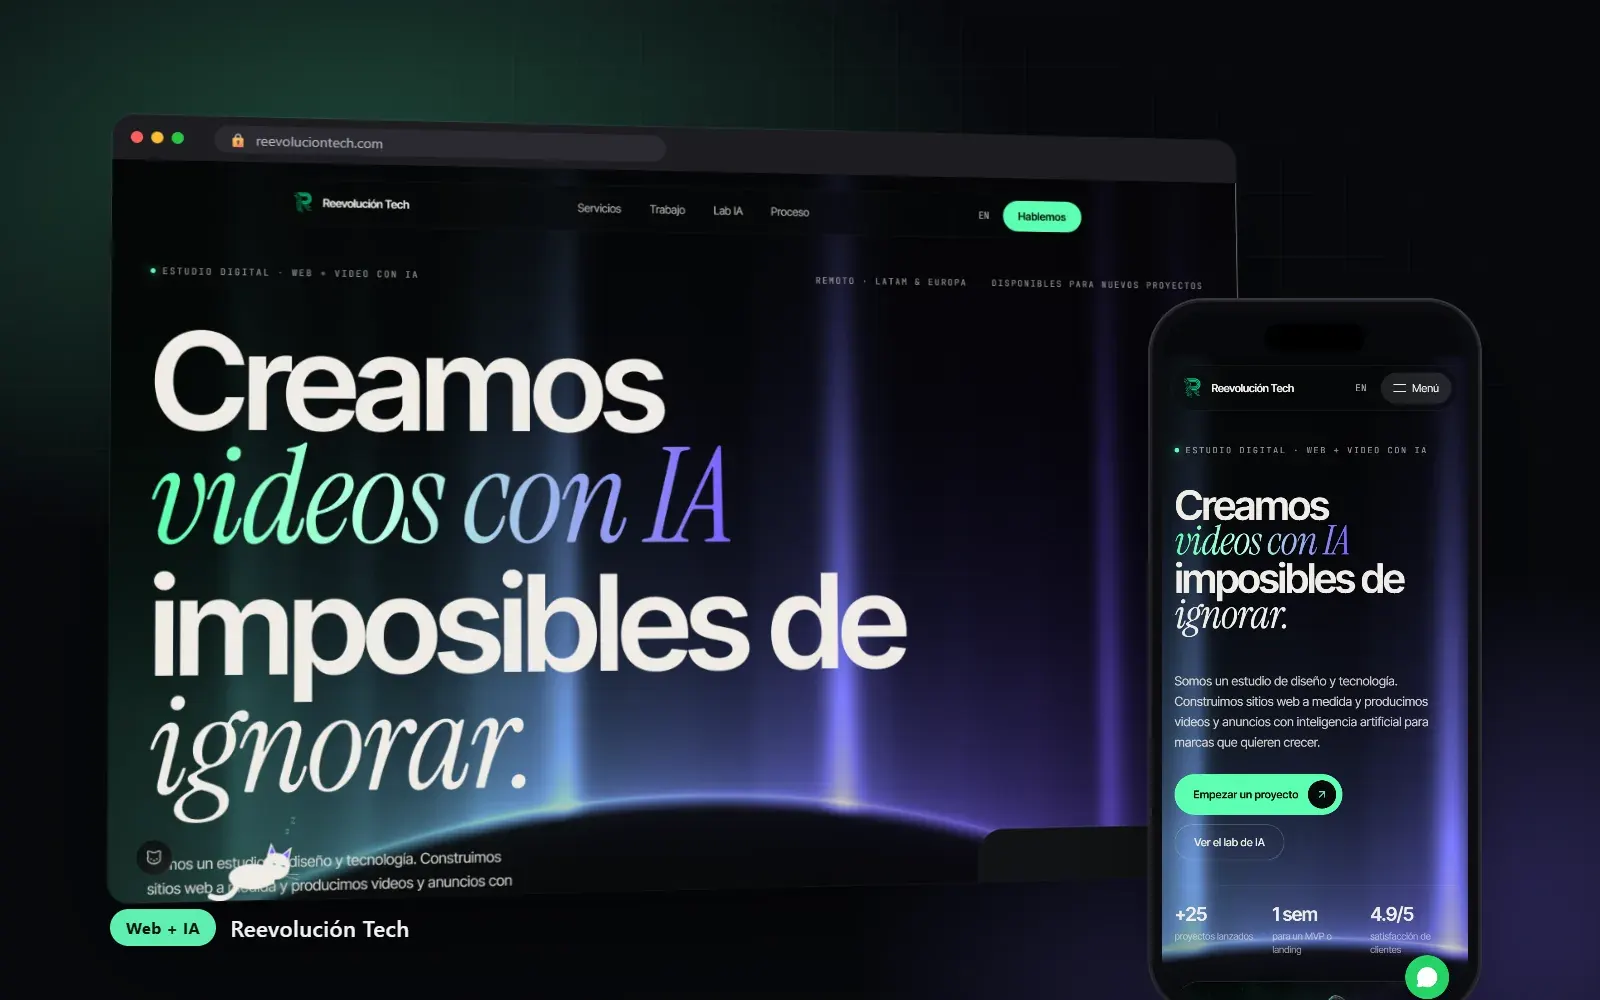 reevoluciontech.com
Reevolución Tech
Servicios Trabajo Lab IA Proceso
EN Hablemos
ESTUDIO DIGITAL · WEB + VIDEO CON IA
REMOTO · LATAM & EUROPA DISPONIBLES PARA NUEVOS PROYECTOS
Creamos
videos con IA
imposibles de
ignorar.
z
z
nos un estudio diseño y tecnología. Construimos
sitios web a medida y producimos videos y anuncios con
Web + IA Reevolución Tech
Reevolución Tech EN Menú
ESTUDIO DIGITAL · WEB + VIDEO CON IA
Creamos
videos con IA
imposibles de
ignorar.
Somos un estudio de diseño y tecnología.
Construimos sitios web a medida y producimos
videos y anuncios con inteligencia artificial para
marcas que quieren crecer.
Empezar un proyecto
Ver el lab de IA
+25 1 sem 4.9/5
proyectos lanzados para un MVP o satisfacción de
landing clientes